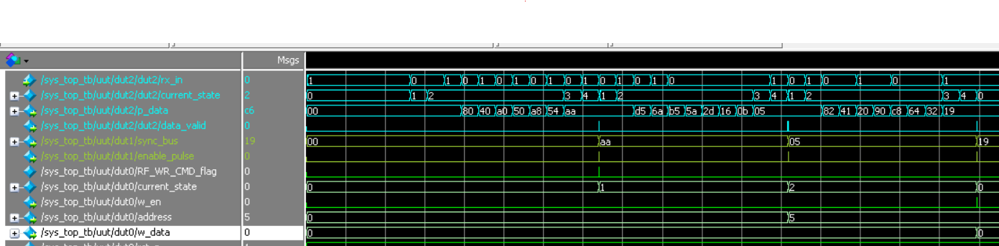 Msgs
/sys_top_tb/uut/dut2/dut2/rx_in 0 1 0 1 0 1 0 1 0 1 0 1 0 1 0 1 0 1 0 1 0 1 0 1 0 1
/sys_top_tb/uut/dut2/dut2/current_state 2 0 1 2 3 4 1 2 3 4 1 2 3 4 0
/sys_top_tb/uut/dut2/p_data c6 00 80 40 a0 50 a8 54 aa d5 6a b5 5a 2d 16 0b 05 82 41 20 90 c8 64 32 19
/sys_top_tb/uut/dut2/dut2/data_valid 0
/sys_top_tb/uut/dut1/sync_bus 19 00 aa 05 19
/sys_top_tb/uut/dut1/enable_pulse 0
/sys_top_tb/uut/dut0/RF_WR_CMD_flag 0
/sys_top_tb/uut/dut0/current_state 0 0 1 2 0
/sys_top_tb/uut/dut0/w_en 0
/sys_top_tb/uut/dut0/address 5 0 5
/sys_top_tb/uut/dut0/w_data 0 0 0